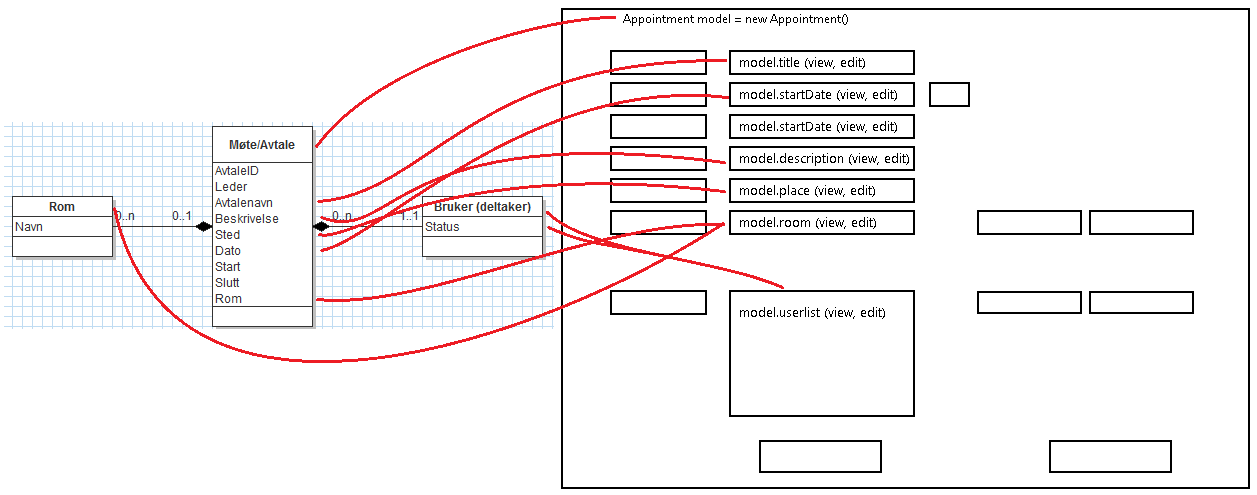 Appointment model = new Appointment()
model.title (view, edit)
model.startDate (view, edit)
model.startDate (view, edit)
model.description (view, edit)
model.place (view, edit)
model.room (view, edit)
model.userlist (view, edit)
Rom
Navn
0..n
0..1
Møte/Avtale
AvtaleID
Leder
Avtalenavn
Beskrivelse
Sted
Dato
Start
Slutt
Rom
0..n
1..1
Bruker (deltaker)
Status